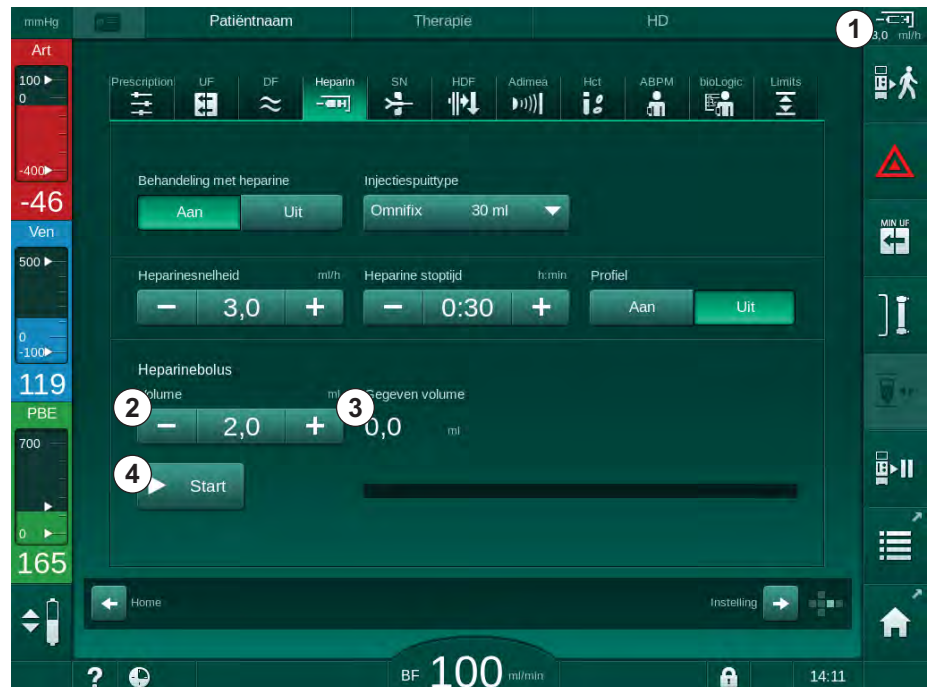 mmHg Patiëntnaam Therapie HD 1
3,0 ml/h
Art
100
0
-400
-46
Ven
500
0
-100
119
PBE
700
0
165
Prescription UF DF Heparin SN HDF Adimea Hct ABPM bioLogic Limits
Behandeling met heparine Injectiespuittype
Aan Uit Omnifix 30 ml
MIN UF
Heparinesnelheid ml/h Heparine stoptijd h:min Profiel
− 3,0 + − 0:30 + Aan Uit
Heparinebolus
Volume ml Gegeven volume
2 3
− 2,0 + 0,0 ml
4 Start
Home Instelling
? BF 100 ml/min 14:11